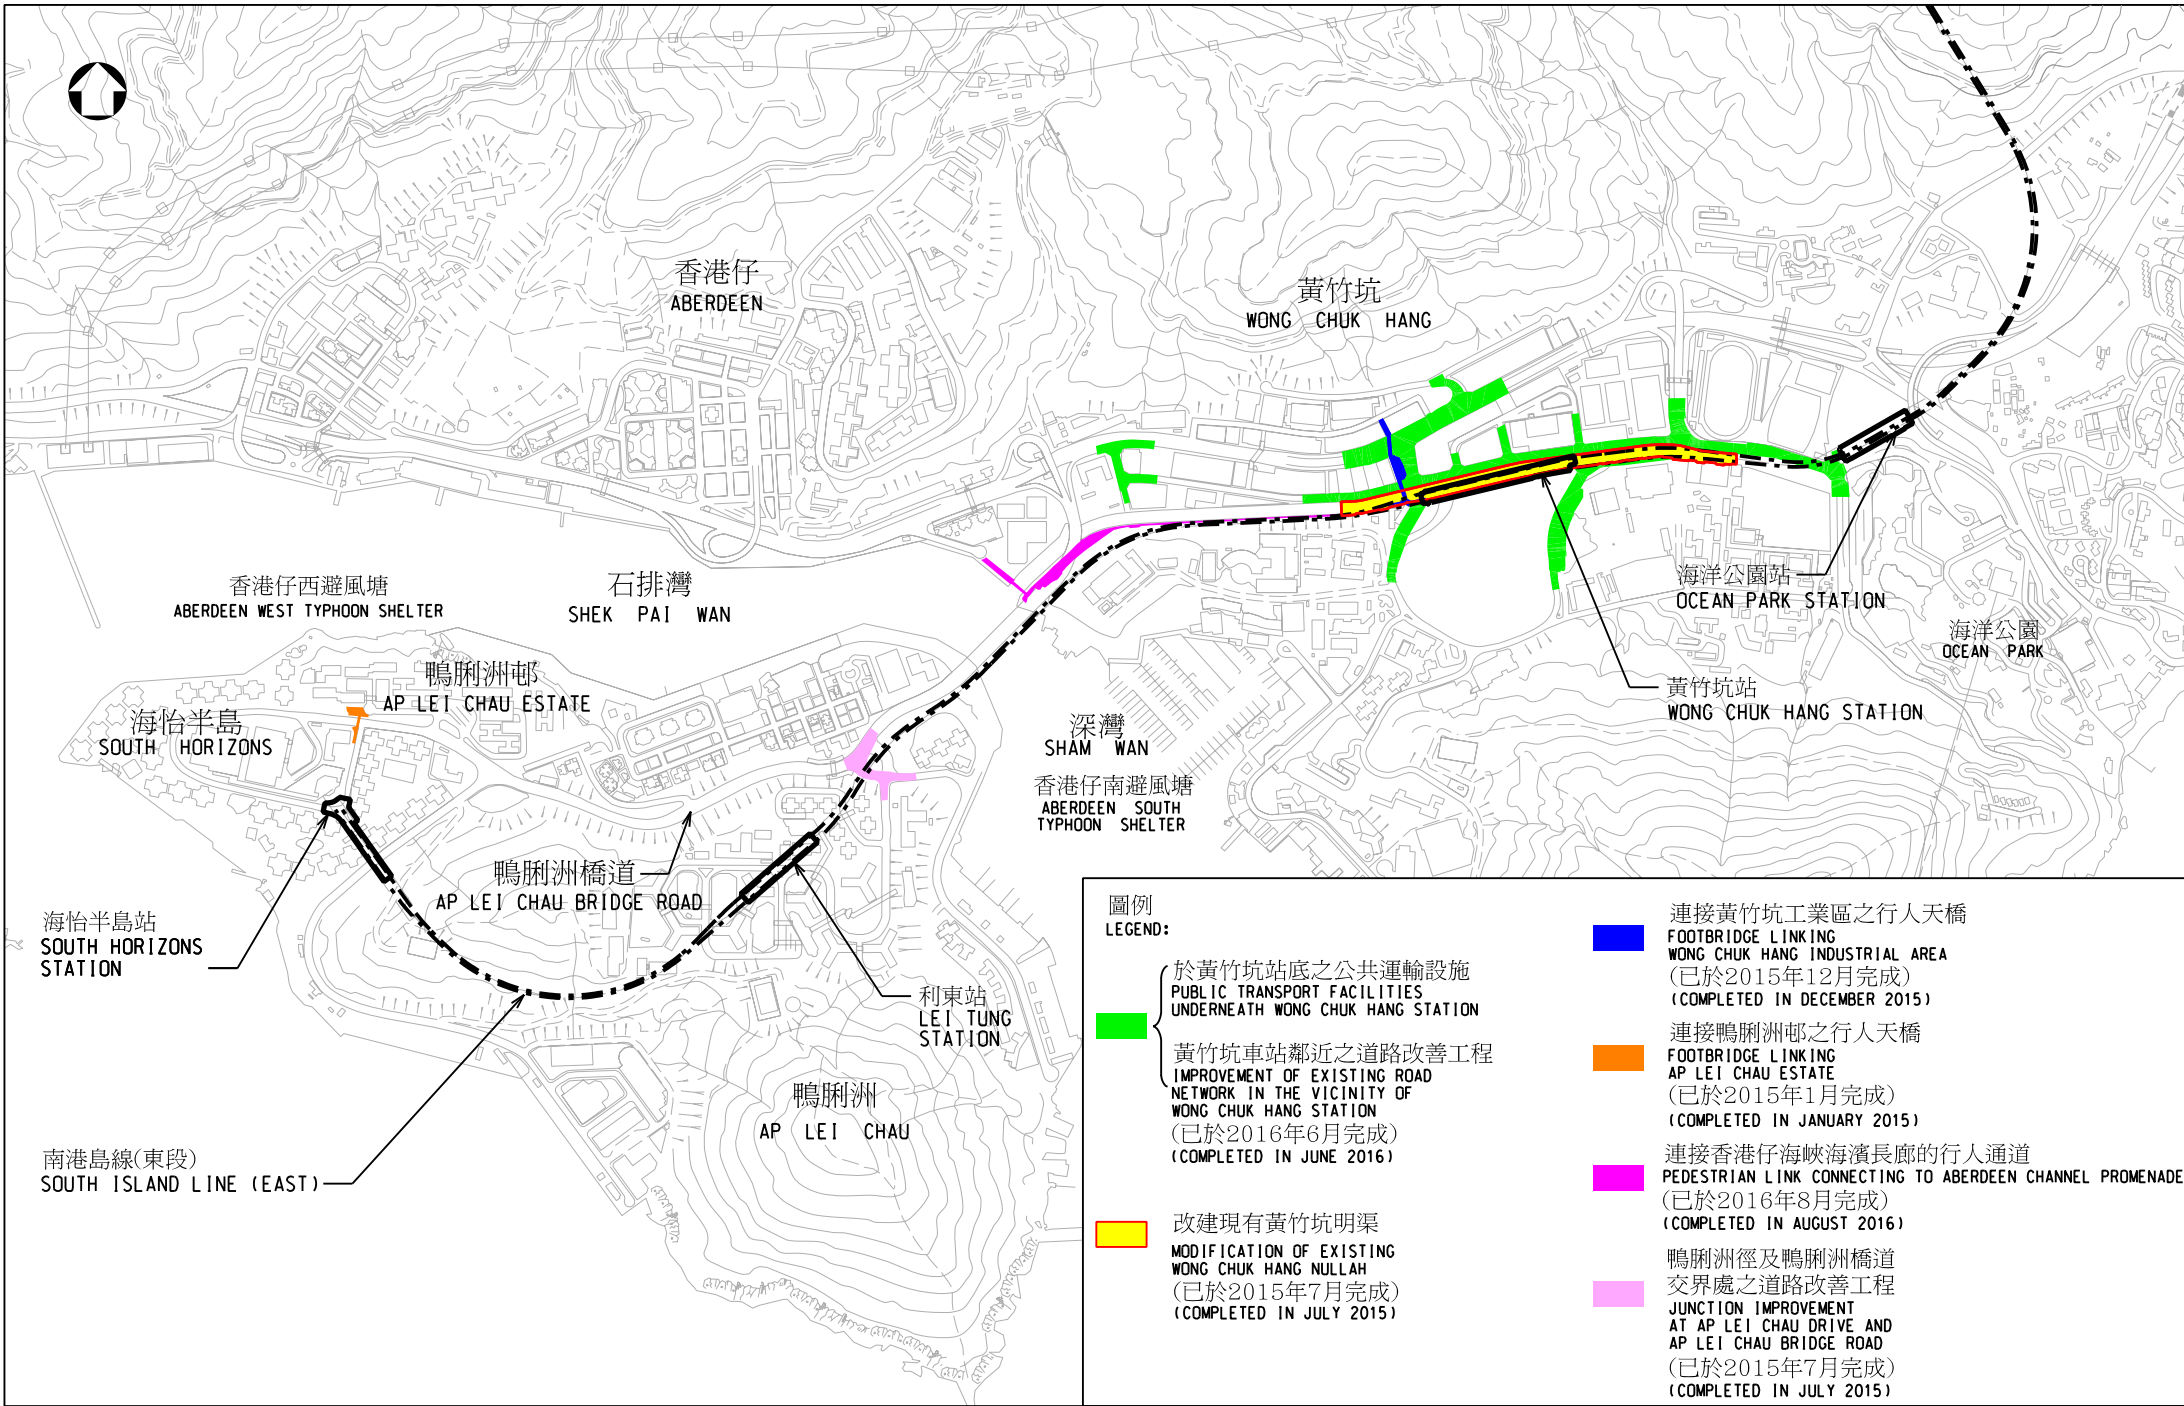 香港仔
ABERDEEN
黃竹坑
WONG CHUK HANG
香港仔西避風塘
ABERDEEN WEST TYPHOON SHELTER
石排灣
SHEK PAI WAN
海洋公園站
OCEAN PARK STATION
海洋公園
OCEAN PARK
鴨脷洲邨
AP LEI CHAU ESTATE
海怡半島
SOUTH HORIZONS
黃竹坑站
WONG CHUK HANG STATION
深灣
SHAM WAN
香港仔南避風塘
ABERDEEN SOUTH
TYPHOON SHELTER
鴨脷洲橋道
AP LEI CHAU BRIDGE ROAD
海怡半島站
SOUTH HORIZONS
STATION
利東站
LEI TUNG
STATION
鴨脷洲
AP LEI CHAU
南港島線(東段)
SOUTH ISLAND LINE (EAST)
圖例
LEGEND:
於黃竹坑站底之公共運輸設施
PUBLIC TRANSPORT FACILITIES
UNDERNEATH WONG CHUK HANG STATION
黃竹坑車站鄰近之道路改善工程
IMPROVEMENT OF EXISTING ROAD
NETWORK IN THE VICINITY OF
WONG CHUK HANG STATION
(已於2016年6月完成)
(COMPLETED IN JUNE 2016)
改建現有黃竹坑明渠
MODIFICATION OF EXISTING
WONG CHUK HANG NULLAH
(已於2015年7月完成)
(COMPLETED IN JULY 2015)
連接黃竹坑工業區之行人天橋
FOOTBRIDGE LINKING
WONG CHUK HANG INDUSTRIAL AREA
(已於2015年12月完成)
(COMPLETED IN DECEMBER 2015)
連接鴨脷洲邨之行人天橋
FOOTBRIDGE LINKING
AP LEI CHAU ESTATE
(已於2015年1月完成)
(COMPLETED IN JANUARY 2015)
連接香港仔海峽海濱長廊的行人通道
PEDESTRIAN LINK CONNECTING TO ABERDEEN CHANNEL PROMENADE
(已於2016年8月完成)
(COMPLETED IN AUGUST 2016)
鴨脷洲徑及鴨脷洲橋道
交界處之道路改善工程
JUNCTION IMPROVEMENT
AT AP LEI CHAU DRIVE AND
AP LEI CHAU BRIDGE ROAD
(已於2015年7月完成)
(COMPLETED IN JULY 2015)